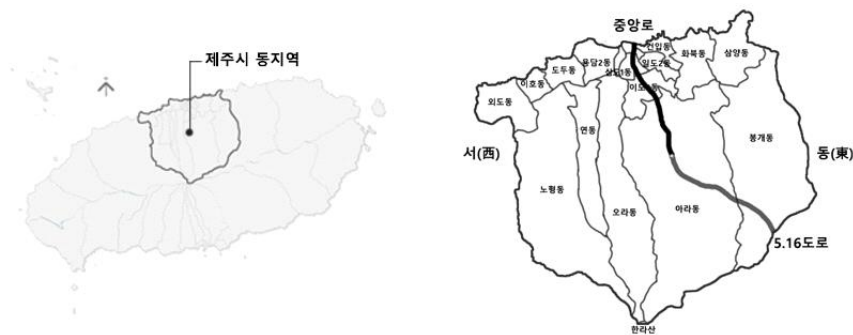 제주시 동지역
중앙로
건입동
용담2동
일도2동
화북동
삼양동
도두동
이호동
외도동
연동
봉개동
서(西)
동(東)
노형동
오라동
아라동
5.16도로
한라산